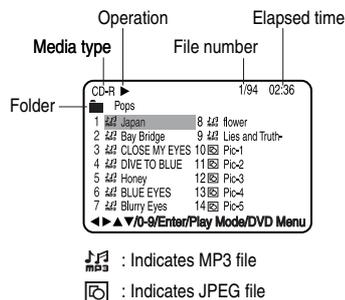 Operation Elapsed time
Media type File number
CD-R ▶ 1/94 02:36
Folder Pops
1 Japan 8 flower
2 Bay Bridge 9 Lies and Truth-
3 CLOSE MY EYES 10 Pic-1
4 DIVE TO BLUE 11 Pic-2
5 Honey 12 Pic-3
6 BLUE EYES 13 Pic-4
7 Blurry Eyes 14 Pic-5
◀▶▲▼/0-9/Enter/Play Mode/DVD Menu
MP3 : Indicates MP3 file
: Indicates JPEG file